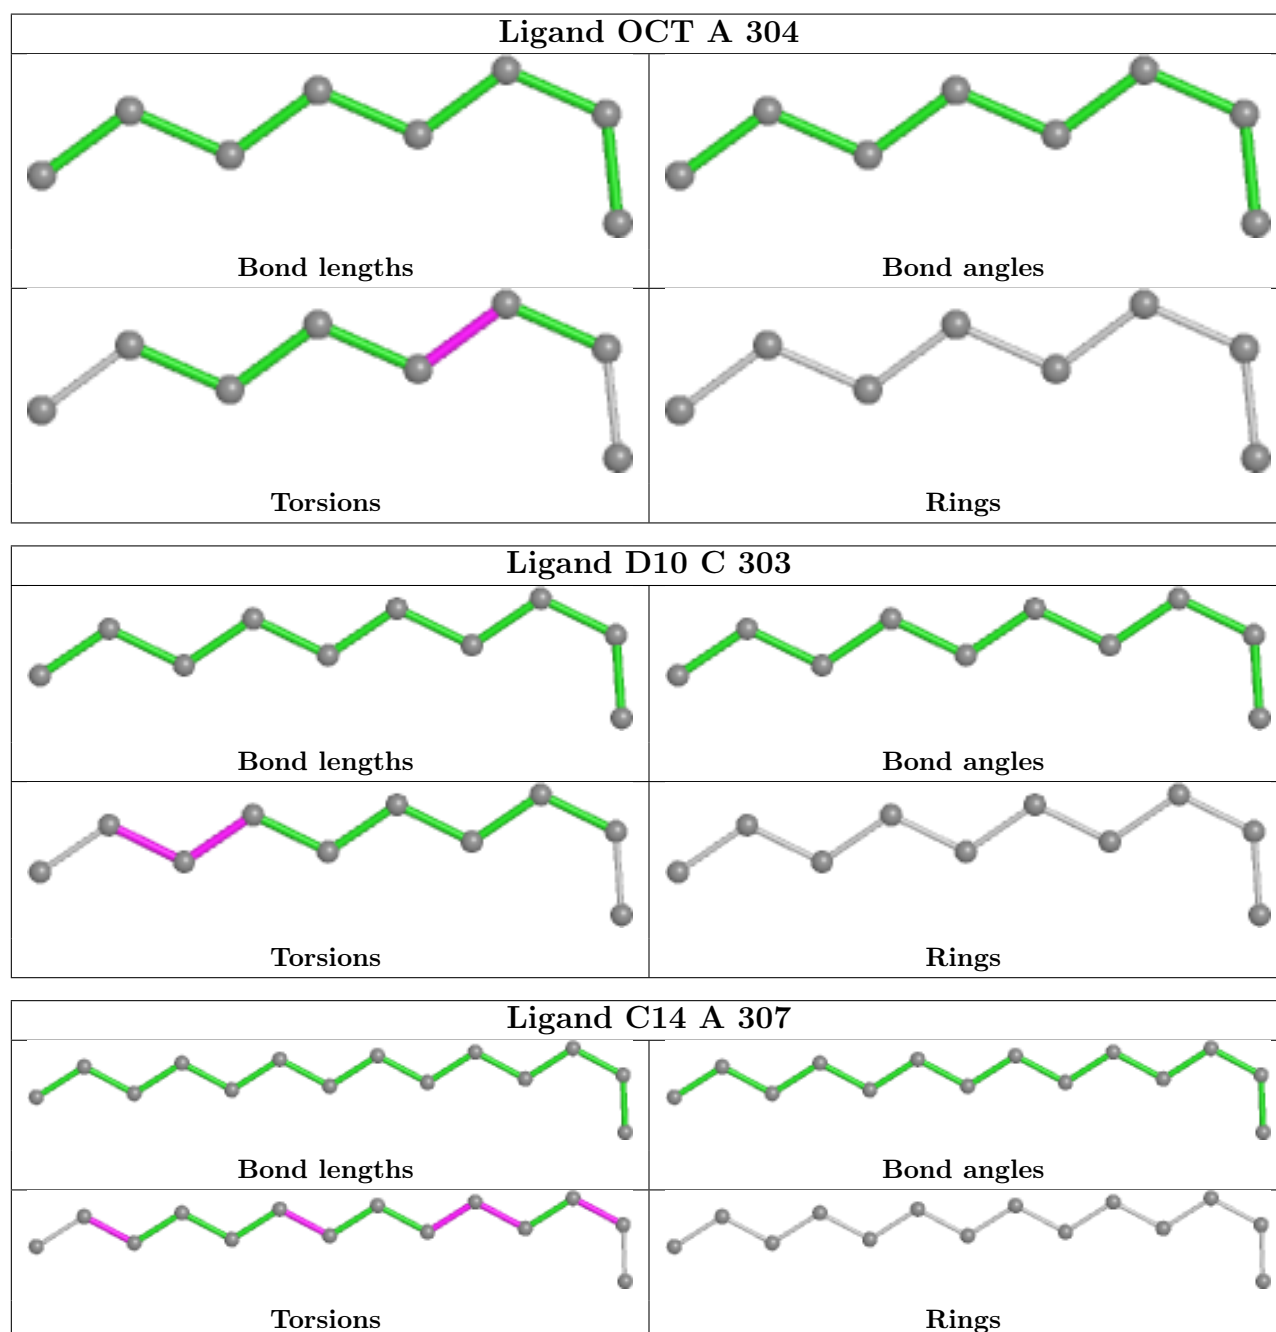 Ligand OCT A 304
Bond lengths
Bond angles
Torsions
Rings
Ligand D10 C 303
Bond lengths
Bond angles
Torsions
Rings
Ligand C14 A 307
Bond lengths
Bond angles
Torsions
Rings